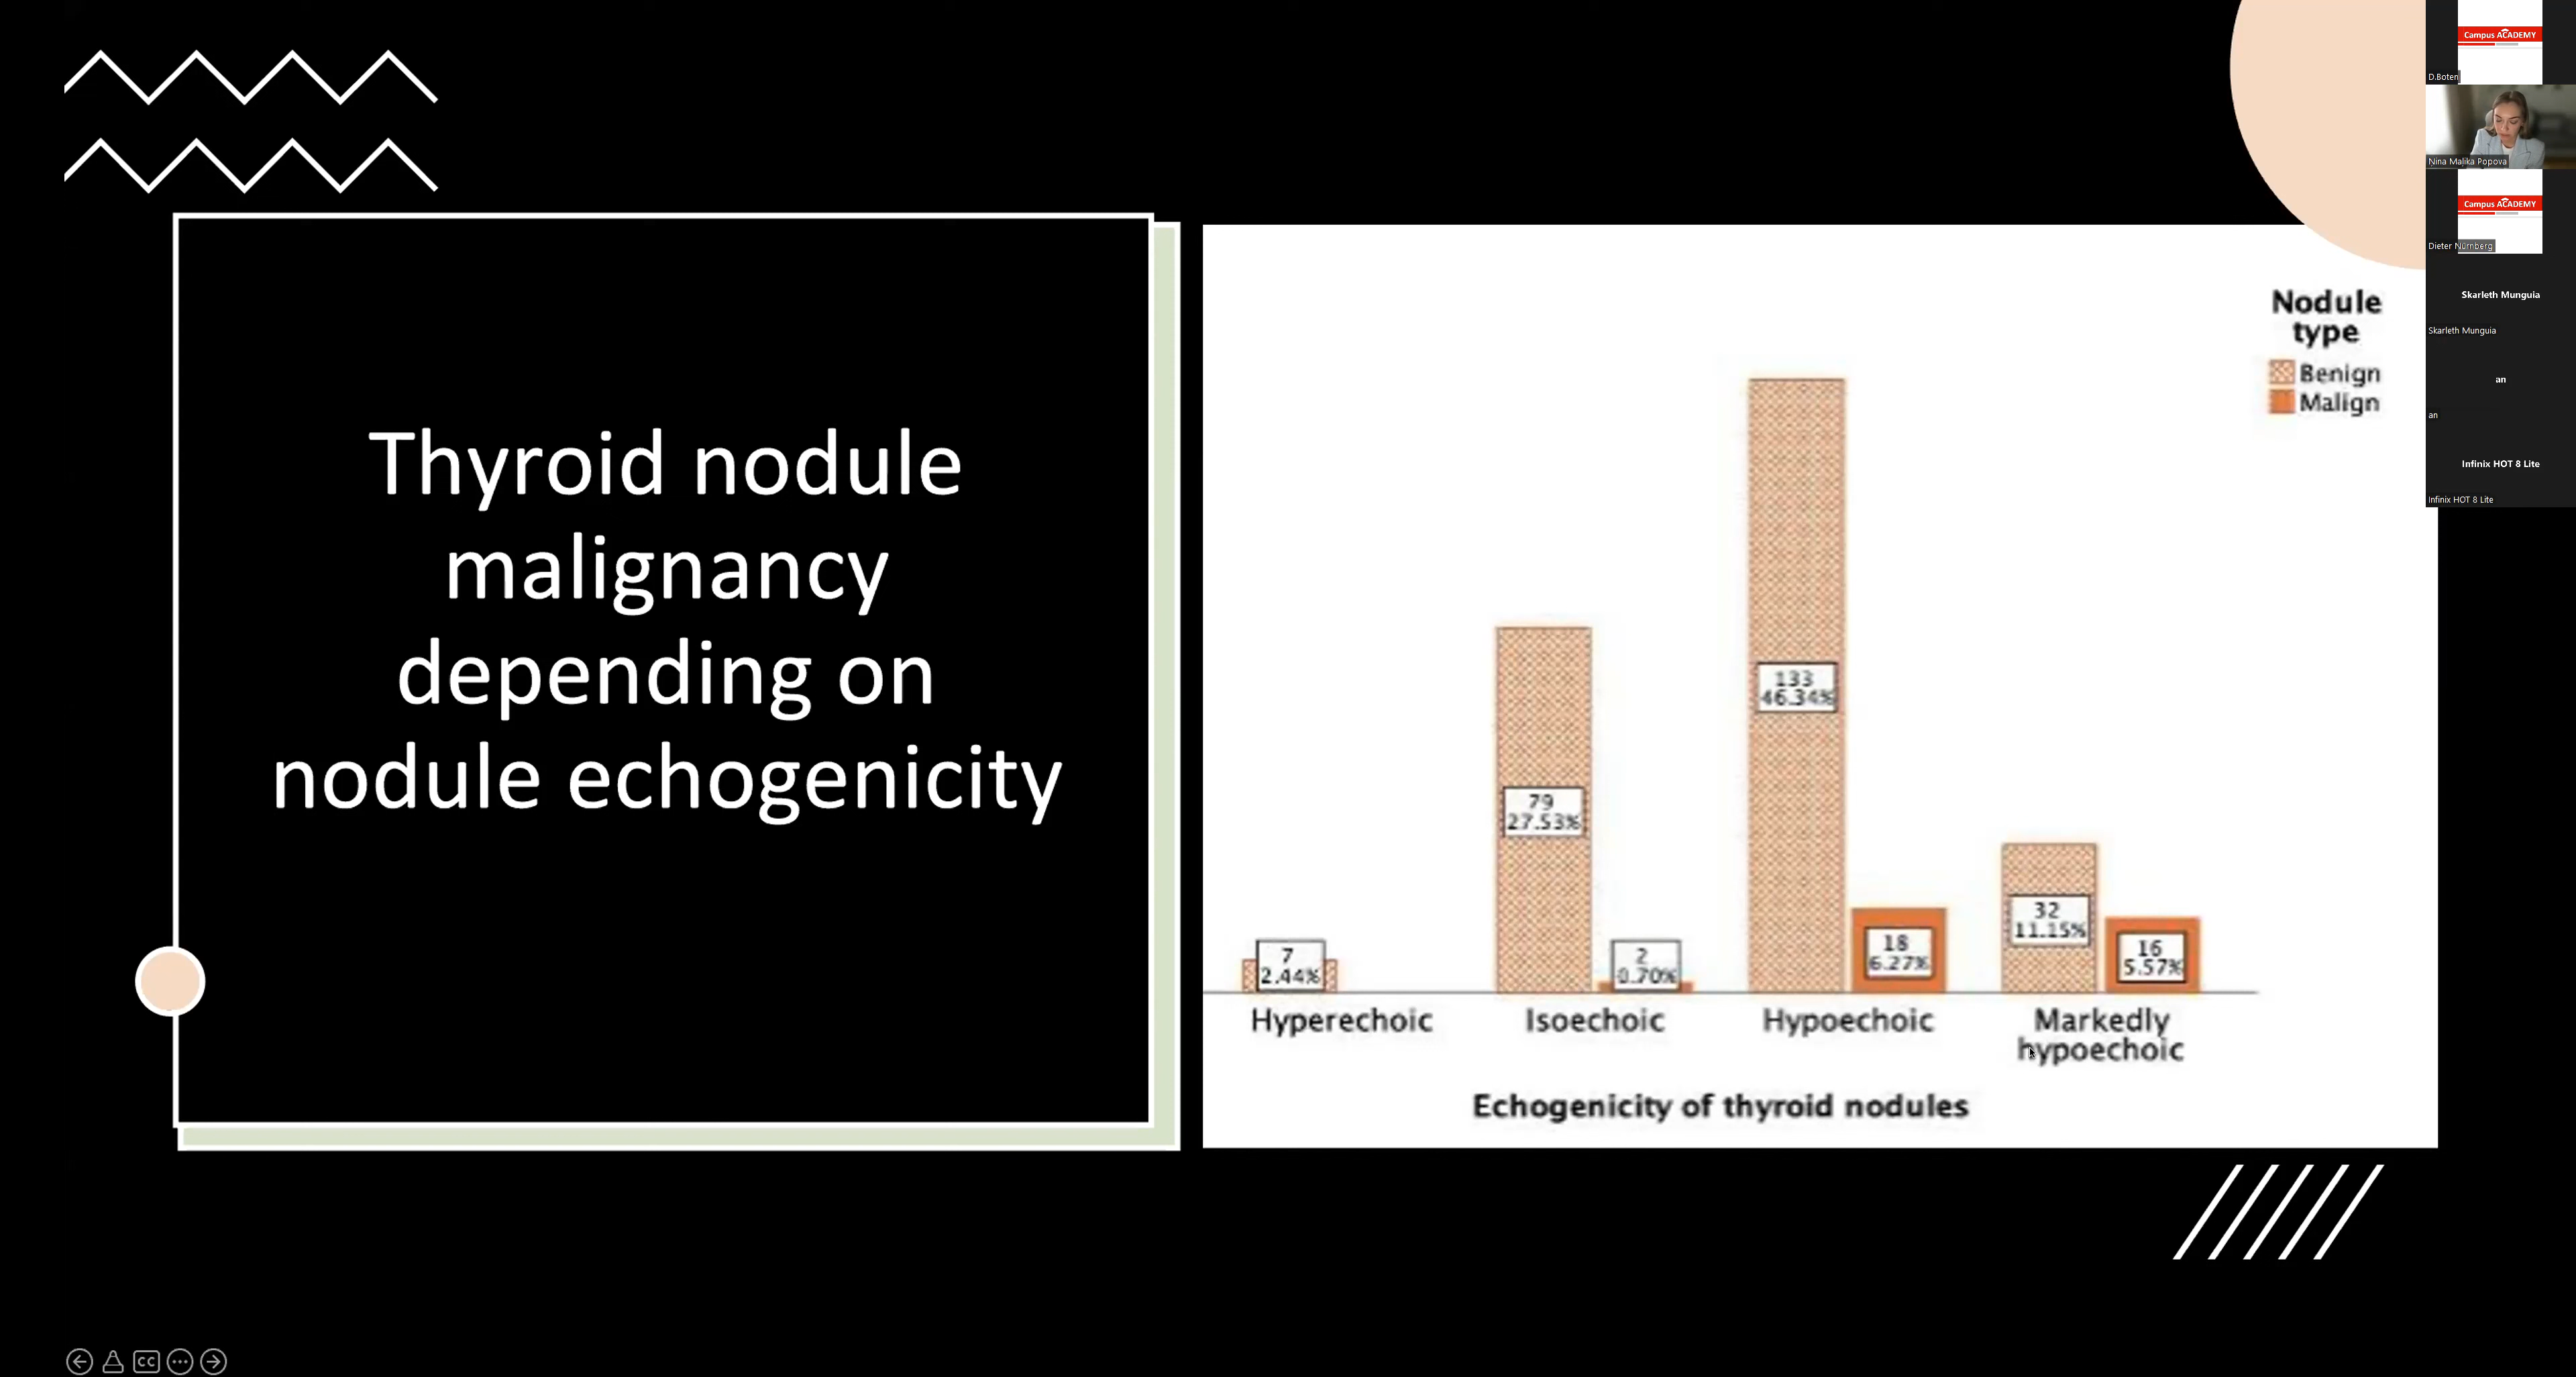 Thyroid nodule
malignancy
depending on
nodule echogenicity
Nodule
type
Benign
Malign
7
2.44%
79
27.53%
2
0.70%
133
46.34%
18
6.27%
32
11.15%
16
5.57%
Hyperechoic
Isoechoic
Hypoechoic
Markedly
hypoechoic
Echogenicity of thyroid nodules
Campus ACADEMY
D.Boten
Nina Malika Popova
Campus ACADEMY
Dieter Nürnberg
Skarleth Munguia
Skarleth Munguia
an
an
Infinix HOT 8 Lite
Infinix HOT 8 Lite
CC